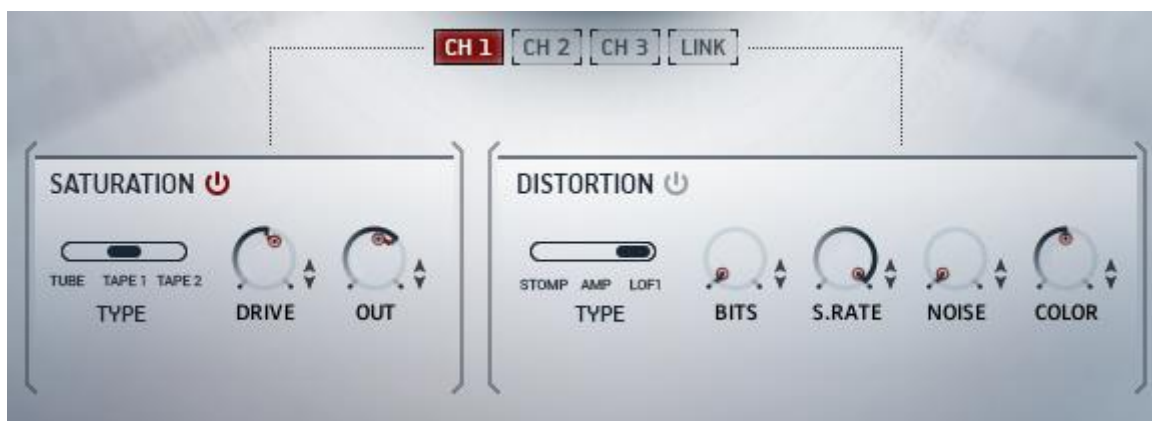 CH 1 CH 2 CH 3 LINK
SATURATION
TUBE TAPE 1 TAPE 2
TYPE DRIVE OUT
DISTORTION
STOMP AMP LOF1
TYPE BITS S.RATE NOISE COLOR